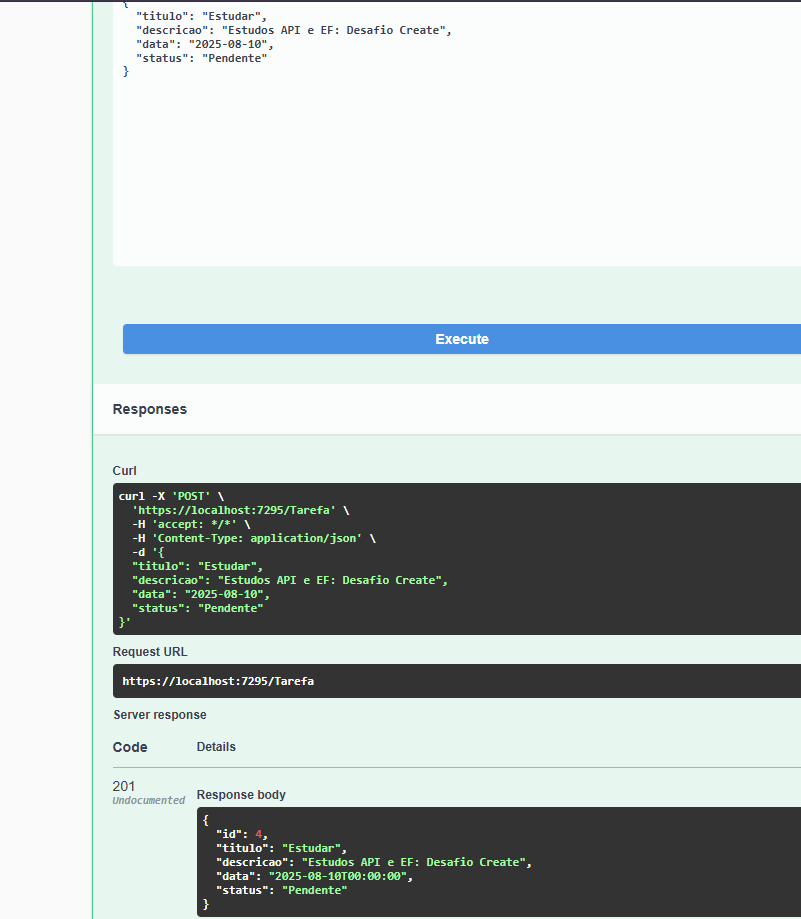 {
"titulo": "Estudar",
"descricao": "Estudos API e EF: Desafio Create",
"data": "2025-08-10",
"status": "Pendente"
}
Execute
Responses
Curl
curl -X 'POST' \
'https://localhost:7295/Tarefa' \
-H 'accept: */*' \
-H 'Content-Type: application/json' \
-d '{
"titulo": "Estudar",
"descricao": "Estudos API e EF: Desafio Create",
"data": "2025-08-10",
"status": "Pendente"
}'
Request URL
https://localhost:7295/Tarefa
Server response
Code Details
201
Undocumented
Response body
{
"id": 4,
"titulo": "Estudar",
"descricao": "Estudos API e EF: Desafio Create",
"data": "2025-08-10T00:00:00",
"status": "Pendente"
}